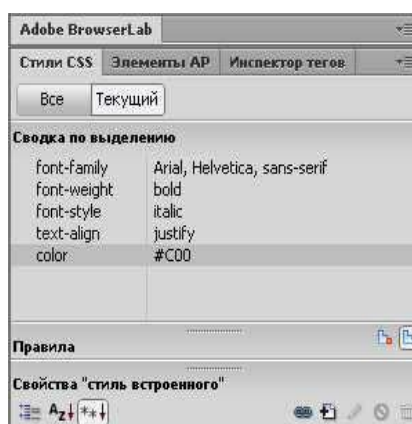 Adobe BrowserLab
Стили CSS Элементы AP Инспектор тегов
Все Текущий
Сводка по выделению
font-family Arial, Helvetica, sans-serif
font-weight bold
font-style italic
text-align justify
color #C00
Правила
Свойства "стиль встроенного"